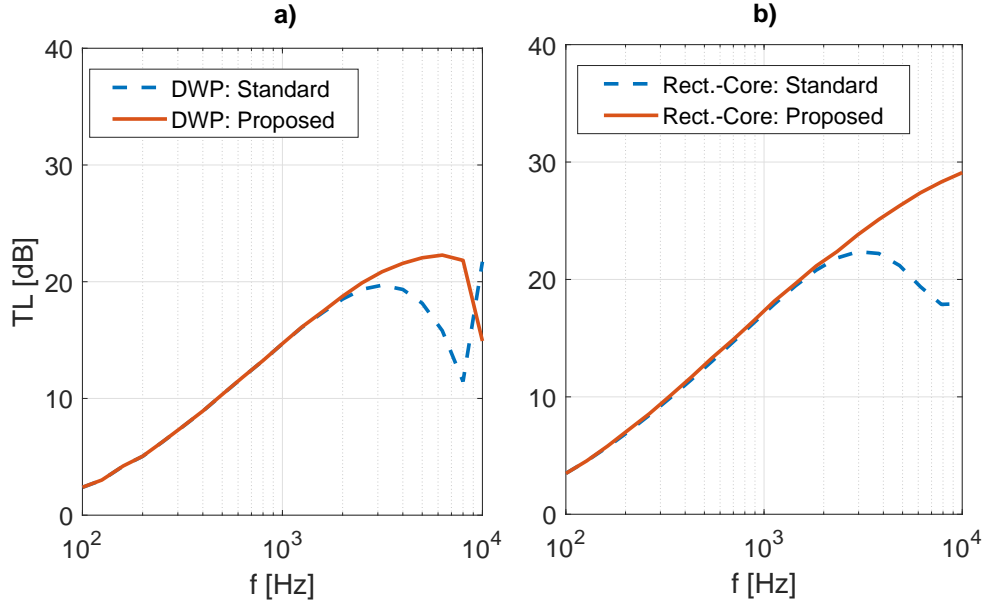 a)
TL [dB]
40
30
20
10
0
DWP: Standard
DWP: Proposed
10^2
10^3
10^4
f [Hz]
b)
40
30
20
10
0
Rect.-Core: Standard
Rect.-Core: Proposed
10^2
10^3
10^4
f [Hz]